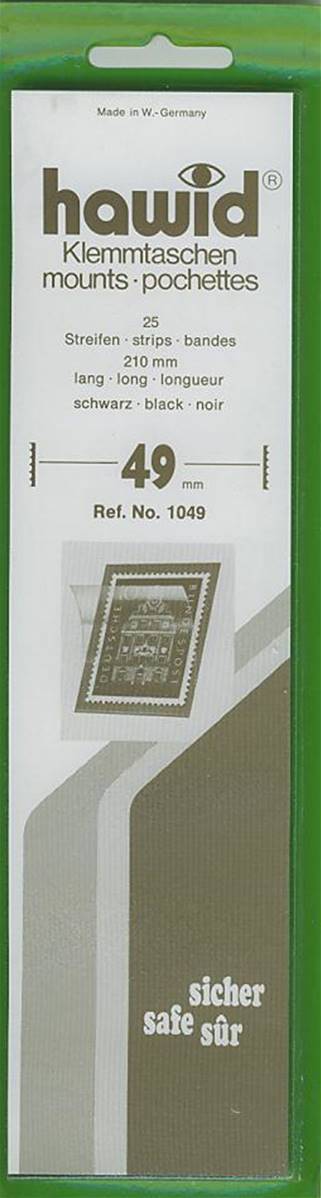 Made in W.-Germany
hawid®
Klemmtaschen
mounts · pochettes
25
Streifen · strips · bandes
210 mm
lang · long · longueur
schwarz · black · noir
49 mm
Ref. No. 1049
DEUTSCHE BUNDESPOST
sicher
safe sûr